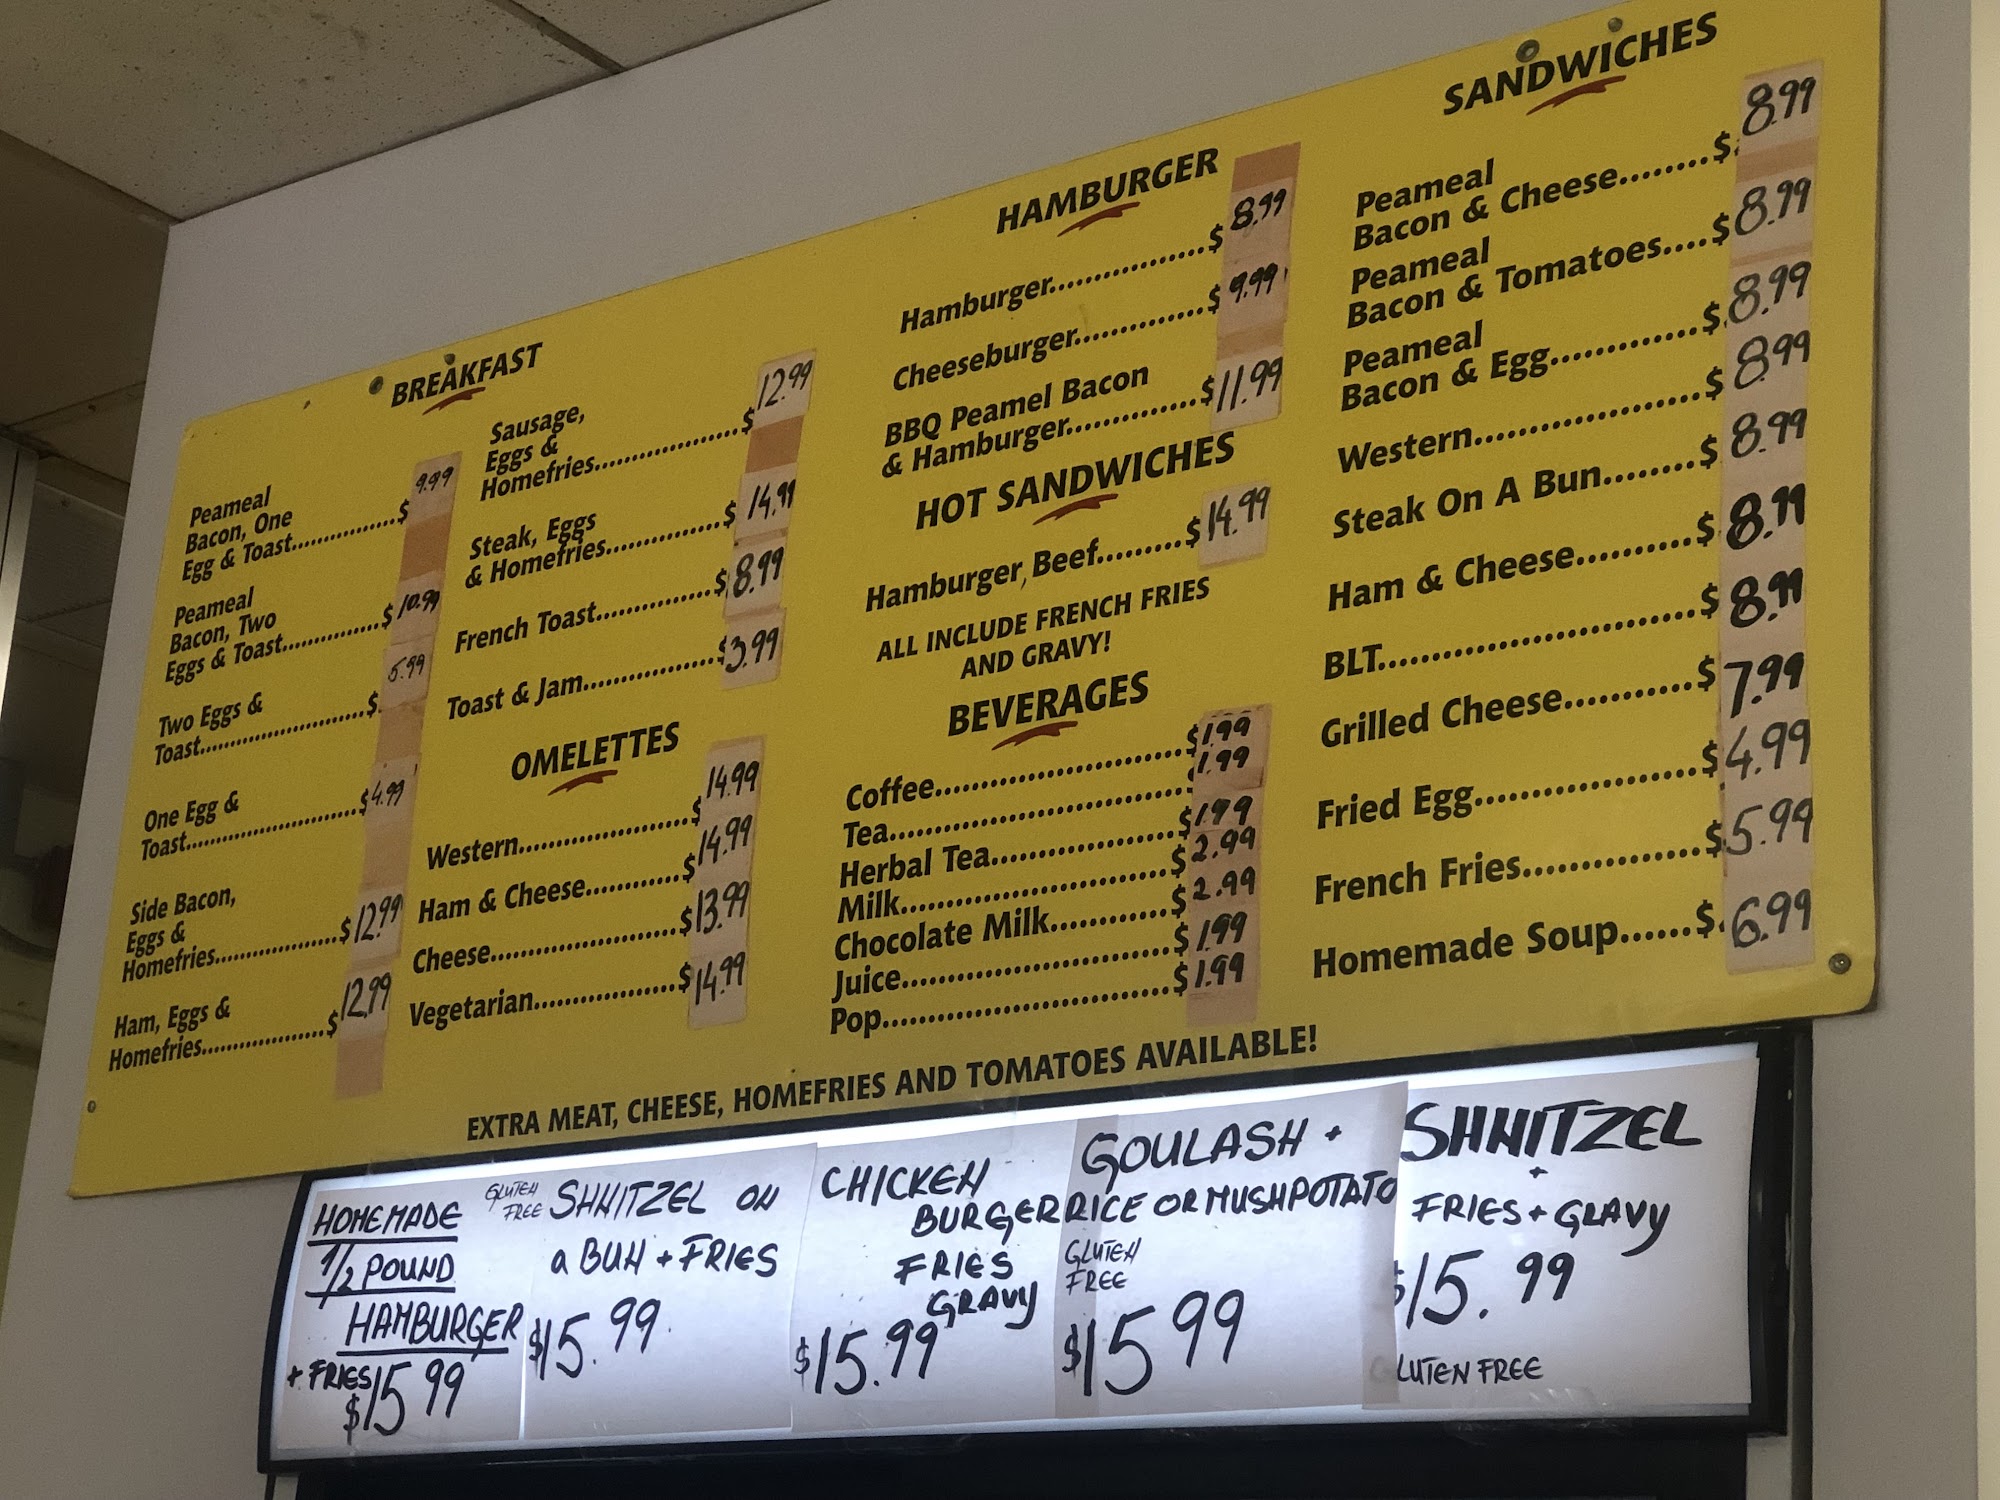 BREAKFAST
Peameal
Bacon, One
Egg & Toast..............$ 9.99
Peameal
Bacon, Two
Eggs & Toast.............$ 10.99
Two Eggs &
Toast......................$ 5.99
One Egg &
Toast.......................$ 4.99
Side Bacon,
Eggs &
Homefries................$ 12.99
Ham, Eggs &
Homefries................$ 12.99
Sausage,
Eggs &
Homefries...................$ 12.99
Steak, Eggs
& Homefries...............$ 14.99
French Toast...............$ 8.99
Toast & Jam.................$ 3.99
OMELETTES
Western......................$ 14.99
Ham & Cheese............$ 14.99
Cheese........................$ 13.99
Vegetarian..................$ 14.99
HAMBURGER
Hamburger....................$ 8.99
Cheeseburger.................$ 9.99
BBQ Peamel Bacon
& Hamburger.................$ 11.99
HOT SANDWICHES
Hamburger, Beef..........$ 14.99
ALL INCLUDE FRENCH FRIES
AND GRAVY!
BEVERAGES
Coffee..........................$ 1.99
Tea............................... 1.99
Herbal Tea....................$ 1.99
Milk.............................$ 2.99
Chocolate Milk.............$ 2.99
Juice............................$ 1.99
Pop..............................$ 1.99
SANDWICHES
Peameal
Bacon & Cheese..........$ 8.99
Peameal
Bacon & Tomatoes.....$ 8.99
Peameal
Bacon & Egg...............$ 8.99
Western......................$ 8.99
Steak On A Bun..........$ 8.99
Ham & Cheese............$ 8.99
BLT..............................$ 8.99
Grilled Cheese............$ 7.99
Fried Egg....................$ 4.99
French Fries................$ 5.99
Homemade Soup.......$ 6.99
EXTRA MEAT, CHEESE, HOMEFRIES AND TOMATOES AVAILABLE!
HOMEMADE
1/2 POUND
HAMBURGER
+ FRIES
$15.99
GLUTEN
FREE
SHNITZEL ON
a BUN + FRIES
$15.99
CHICKEN
BURGER
FRIES
GRAVY
$15.99
GOULASH +
RICE OR MUSHPOTATO
GLUTEN
FREE
$15.99
SHNITZEL
+
FRIES + GRAVY
$15.99
GLUTEN FREE